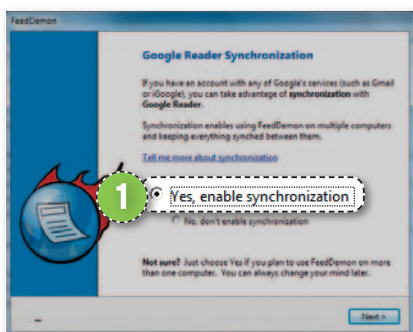 FeedDemon
Google Reader Synchronization
If you have an account with any of Google's services (such as Gmail
or iGoogle), you can take advantage of synchronization with
Google Reader.
Synchronization enables using FeedDemon on multiple computers
and keeping everything synched between them.
Tell me more about synchronization
1
Yes, enable synchronization
No, don't enable synchronization
Not sure? Just choose Yes if you plan to use FeedDemon on more
than one computer. You can always change your mind later.
Next >